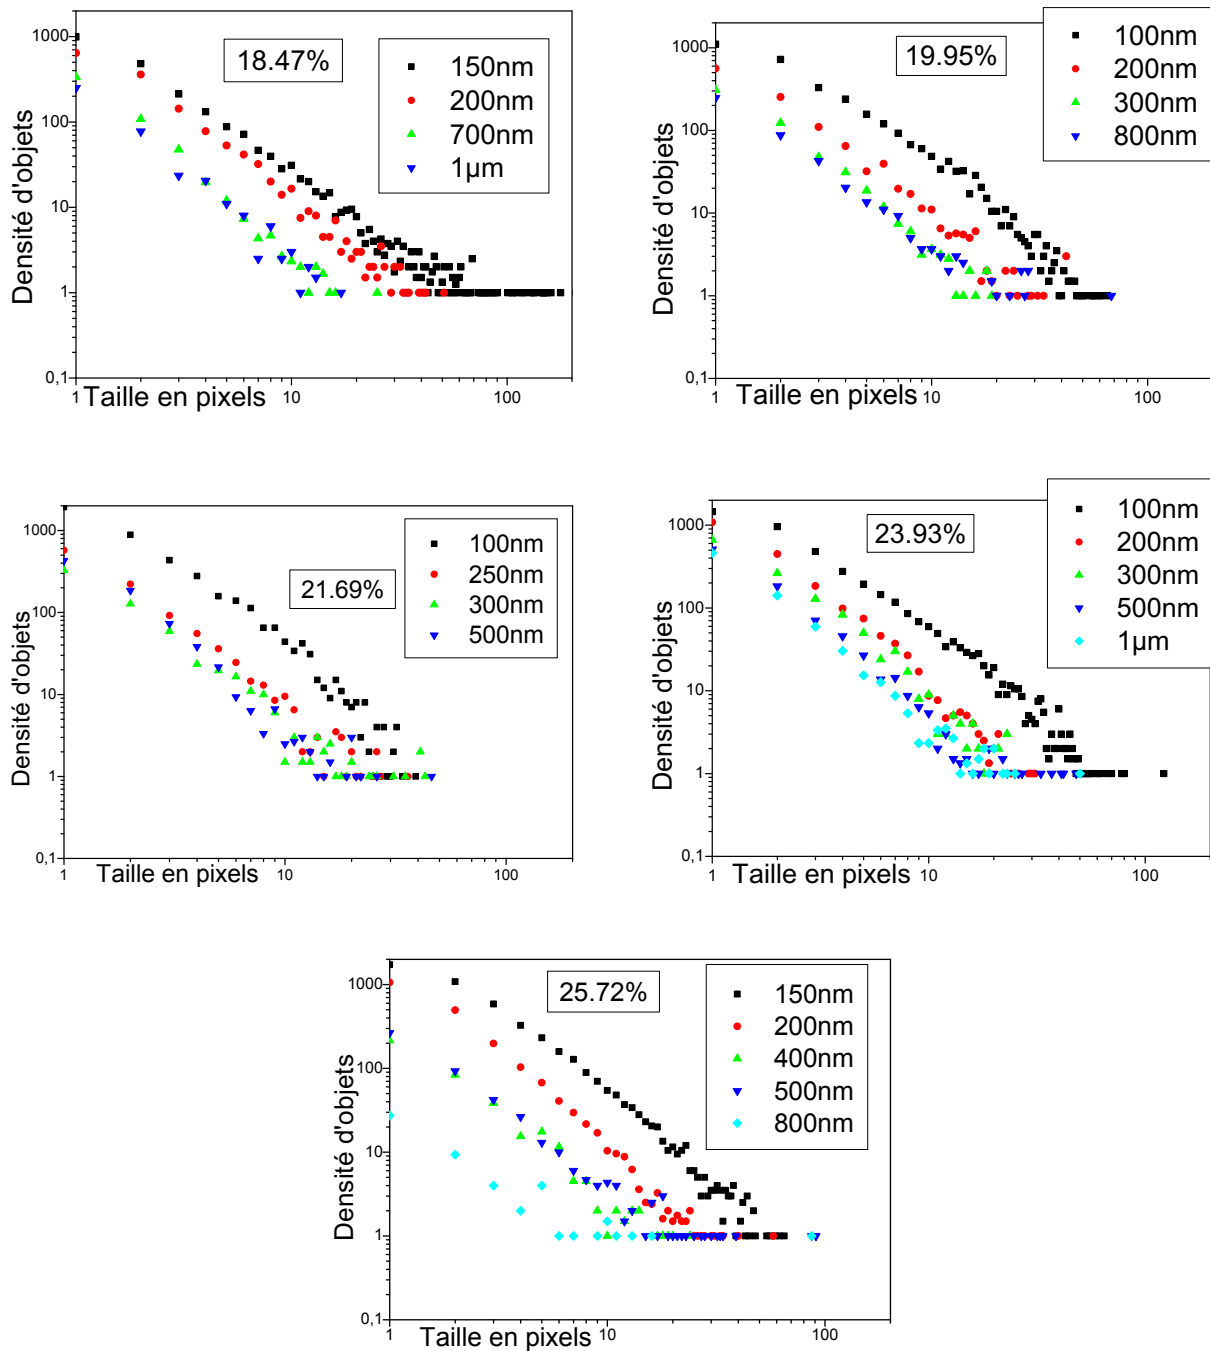 18.47%
150nm
200nm
700nm
1µm
1000
100
10
1
0,1
1
10
100
Densité d'objets
Taille en pixels
19.95%
100nm
200nm
300nm
800nm
1000
100
10
1
0,1
1
10
100
Densité d'objets
Taille en pixels
21.69%
100nm
250nm
300nm
500nm
1000
100
10
1
0,1
1
10
100
Densité d'objets
Taille en pixels
23.93%
100nm
200nm
300nm
500nm
1µm
1000
100
10
1
0,1
1
10
100
Densité d'objets
Taille en pixels
25.72%
150nm
200nm
400nm
500nm
800nm
1000
100
10
1
0,1
1
10
100
Densité d'objets
Taille en pixels